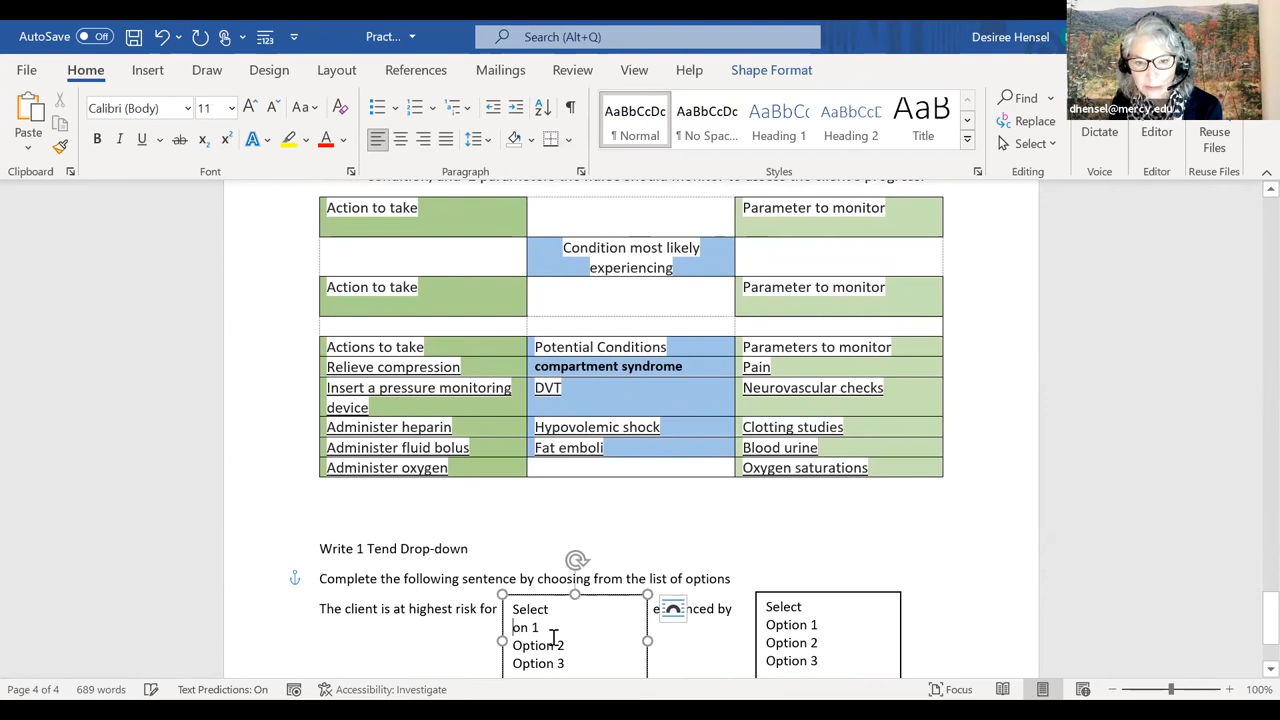 AutoSave Off Pract... Search (Alt+Q) Desiree Hensel
File Home Insert Draw Design Layout References Mailings Review View Help Shape Format
dhensel@mercy.edu
Paste
Calibri (Body) 11
AaBbCcDc AaBbCcDc AaBbCc AaBbCcD AaB
¶ Normal ¶ No Spac... Heading 1 Heading 2 Title
Find
Replace
Select
Dictate Editor Reuse Files
Clipboard Font Paragraph Styles Editing Voice Editor Reuse Files
Action to take Parameter to monitor
Condition most likely
experiencing
Action to take Parameter to monitor
Actions to take Potential Conditions Parameters to monitor
Relieve compression compartment syndrome Pain
Insert a pressure monitoring DVT Neurovascular checks
device
Administer heparin Hypovolemic shock Clotting studies
Administer fluid bolus Fat emboli Blood urine
Administer oxygen Oxygen saturations
Write 1 Tend Drop-down
Complete the following sentence by choosing from the list of options
The client is at highest risk for Select nced by Select
on 1 Option 1
Option 2 Option 2
Option 3 Option 3
Page 4 of 4 689 words Text Predictions: On Accessibility: Investigate Focus 100%